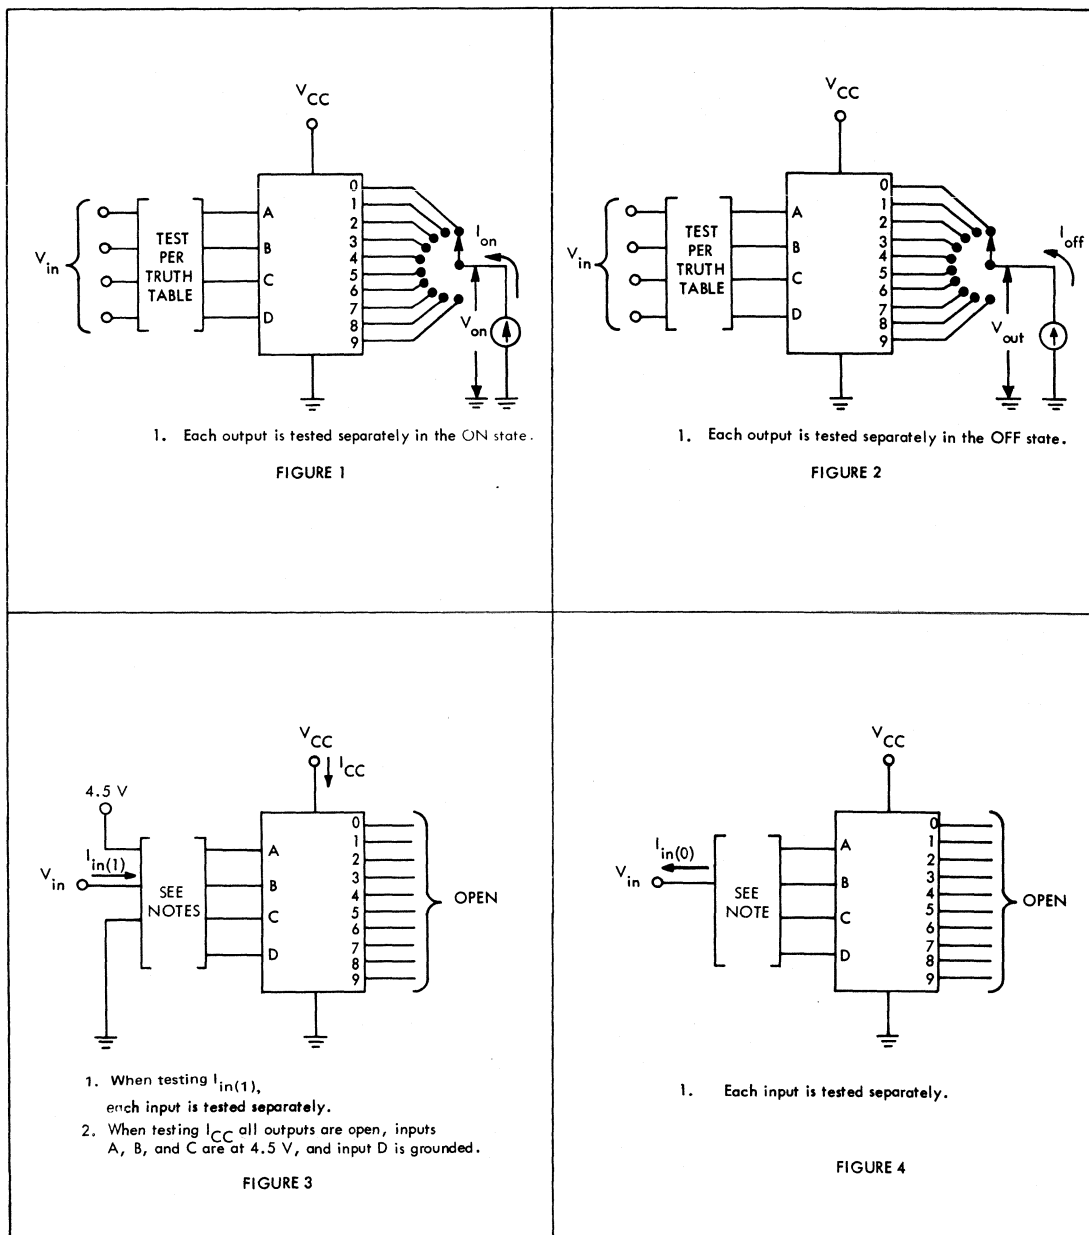 VCC
Vin
TEST
PER
TRUTH
TABLE
A
B
C
D
0
1
2
3
4
5
6
7
8
9
Ion
Von
1. Each output is tested separately in the ON state.
FIGURE 1
VCC
Vin
TEST
PER
TRUTH
TABLE
A
B
C
D
0
1
2
3
4
5
6
7
8
9
Ioff
Vout
1. Each output is tested separately in the OFF state.
FIGURE 2
VCC
ICC
4.5 V
Iin(1)
Vin
SEE
NOTES
A
B
C
D
0
1
2
3
4
5
6
7
8
9
OPEN
1. When testing Iin(1),
each input is tested separately.
2. When testing ICC all outputs are open, inputs
A, B, and C are at 4.5 V, and input D is grounded.
FIGURE 3
VCC
Iin(0)
Vin
SEE
NOTE
A
B
C
D
0
1
2
3
4
5
6
7
8
9
OPEN
1. Each input is tested separately.
FIGURE 4